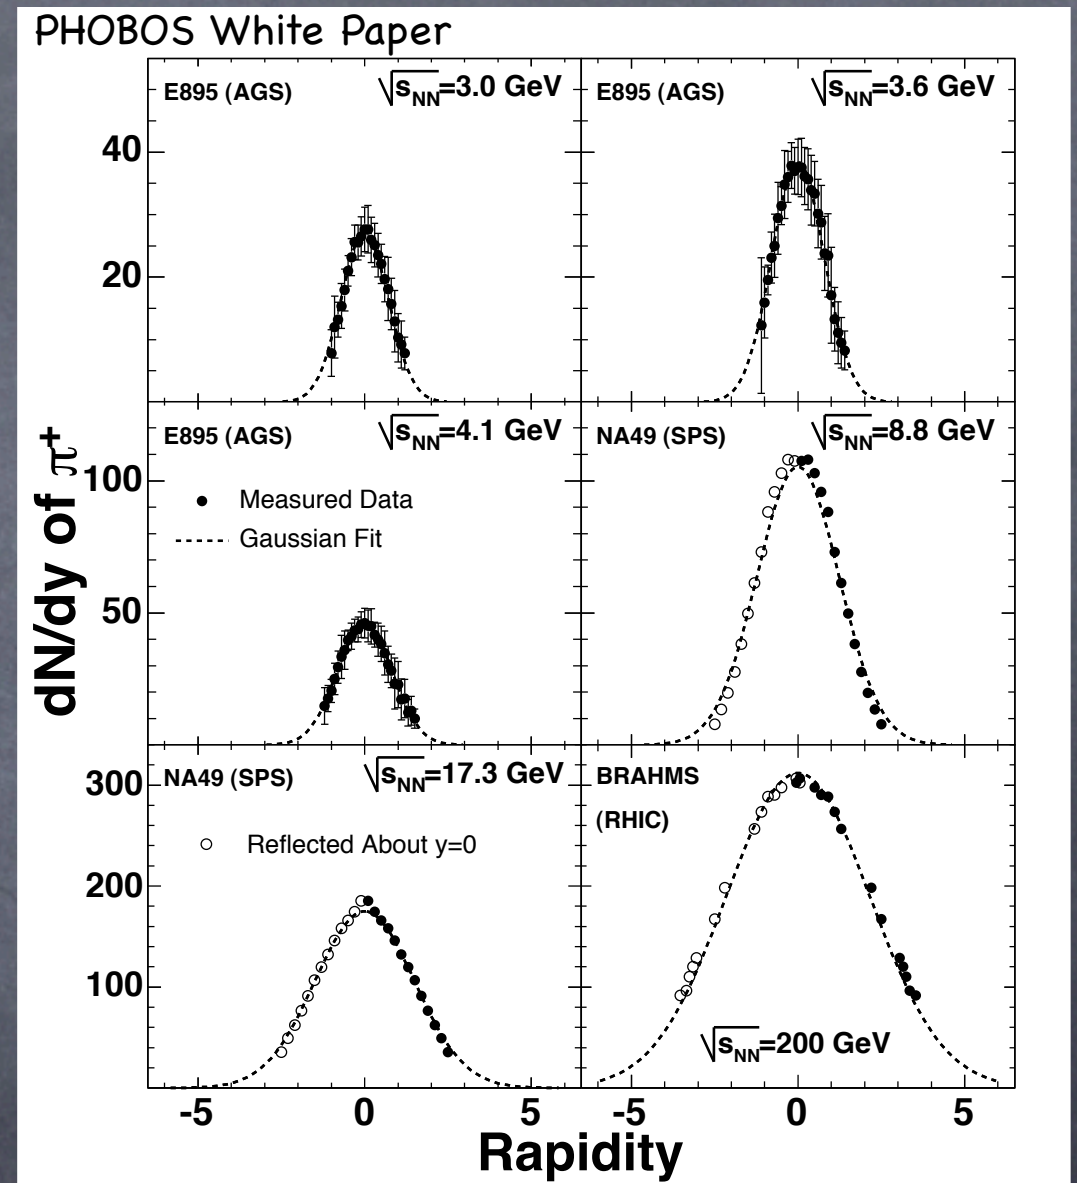 PHOBOS White Paper
E895 (AGS) √sNN=3.0 GeV
E895 (AGS) √sNN=3.6 GeV
40
20
E895 (AGS) √sNN=4.1 GeV
NA49 (SPS) √sNN=8.8 GeV
100
50
Measured Data
Gaussian Fit
dN/dy of π+
NA49 (SPS) √sNN=17.3 GeV
BRAHMS
(RHIC)
300
200
100
Reflected About y=0
√sNN=200 GeV
-5 0 5 -5 0 5
Rapidity